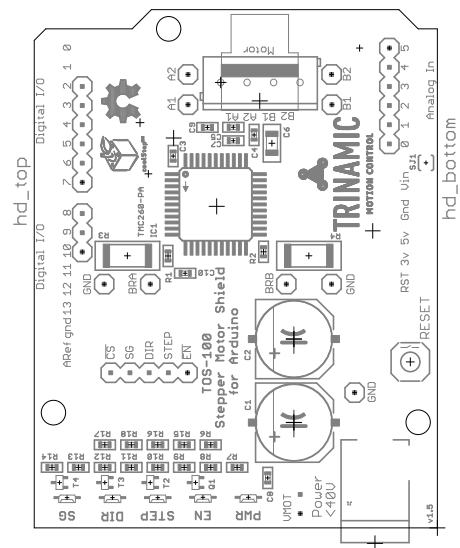 Motor
A2
B2
A1
B1
B2 B1 A2 A1
0
1
2
3
4
5
6
7
8
9
10
11
12
13
gnd
ARef
Digital I/O
Digital I/O
hd_top
hd_bottom
5
4
3
2
1
0
Analog In
SJ1
Vin
Gnd
5v
3v
RST
coolStep™
C9
C5
C7
C4
C6
C3
TRINAMIC
MOTION CONTROL
TMC260-PA
IC1
R3
R4
R1
R2
C10
GND
BRA
BRB
GND
RESET
CS
SG
DIR
STEP
EN
TOS-100
Stepper Motor Shield
for Arduino
C2
C1
GND
R17
R18
R16
R15
R6
R14
R13
R12
R11
R10
R9
R8
R7
T4
T3
T2
Q1
C8
SG
DIR
STEP
EN
PWR
VMOT
Power
<40V
v1.5